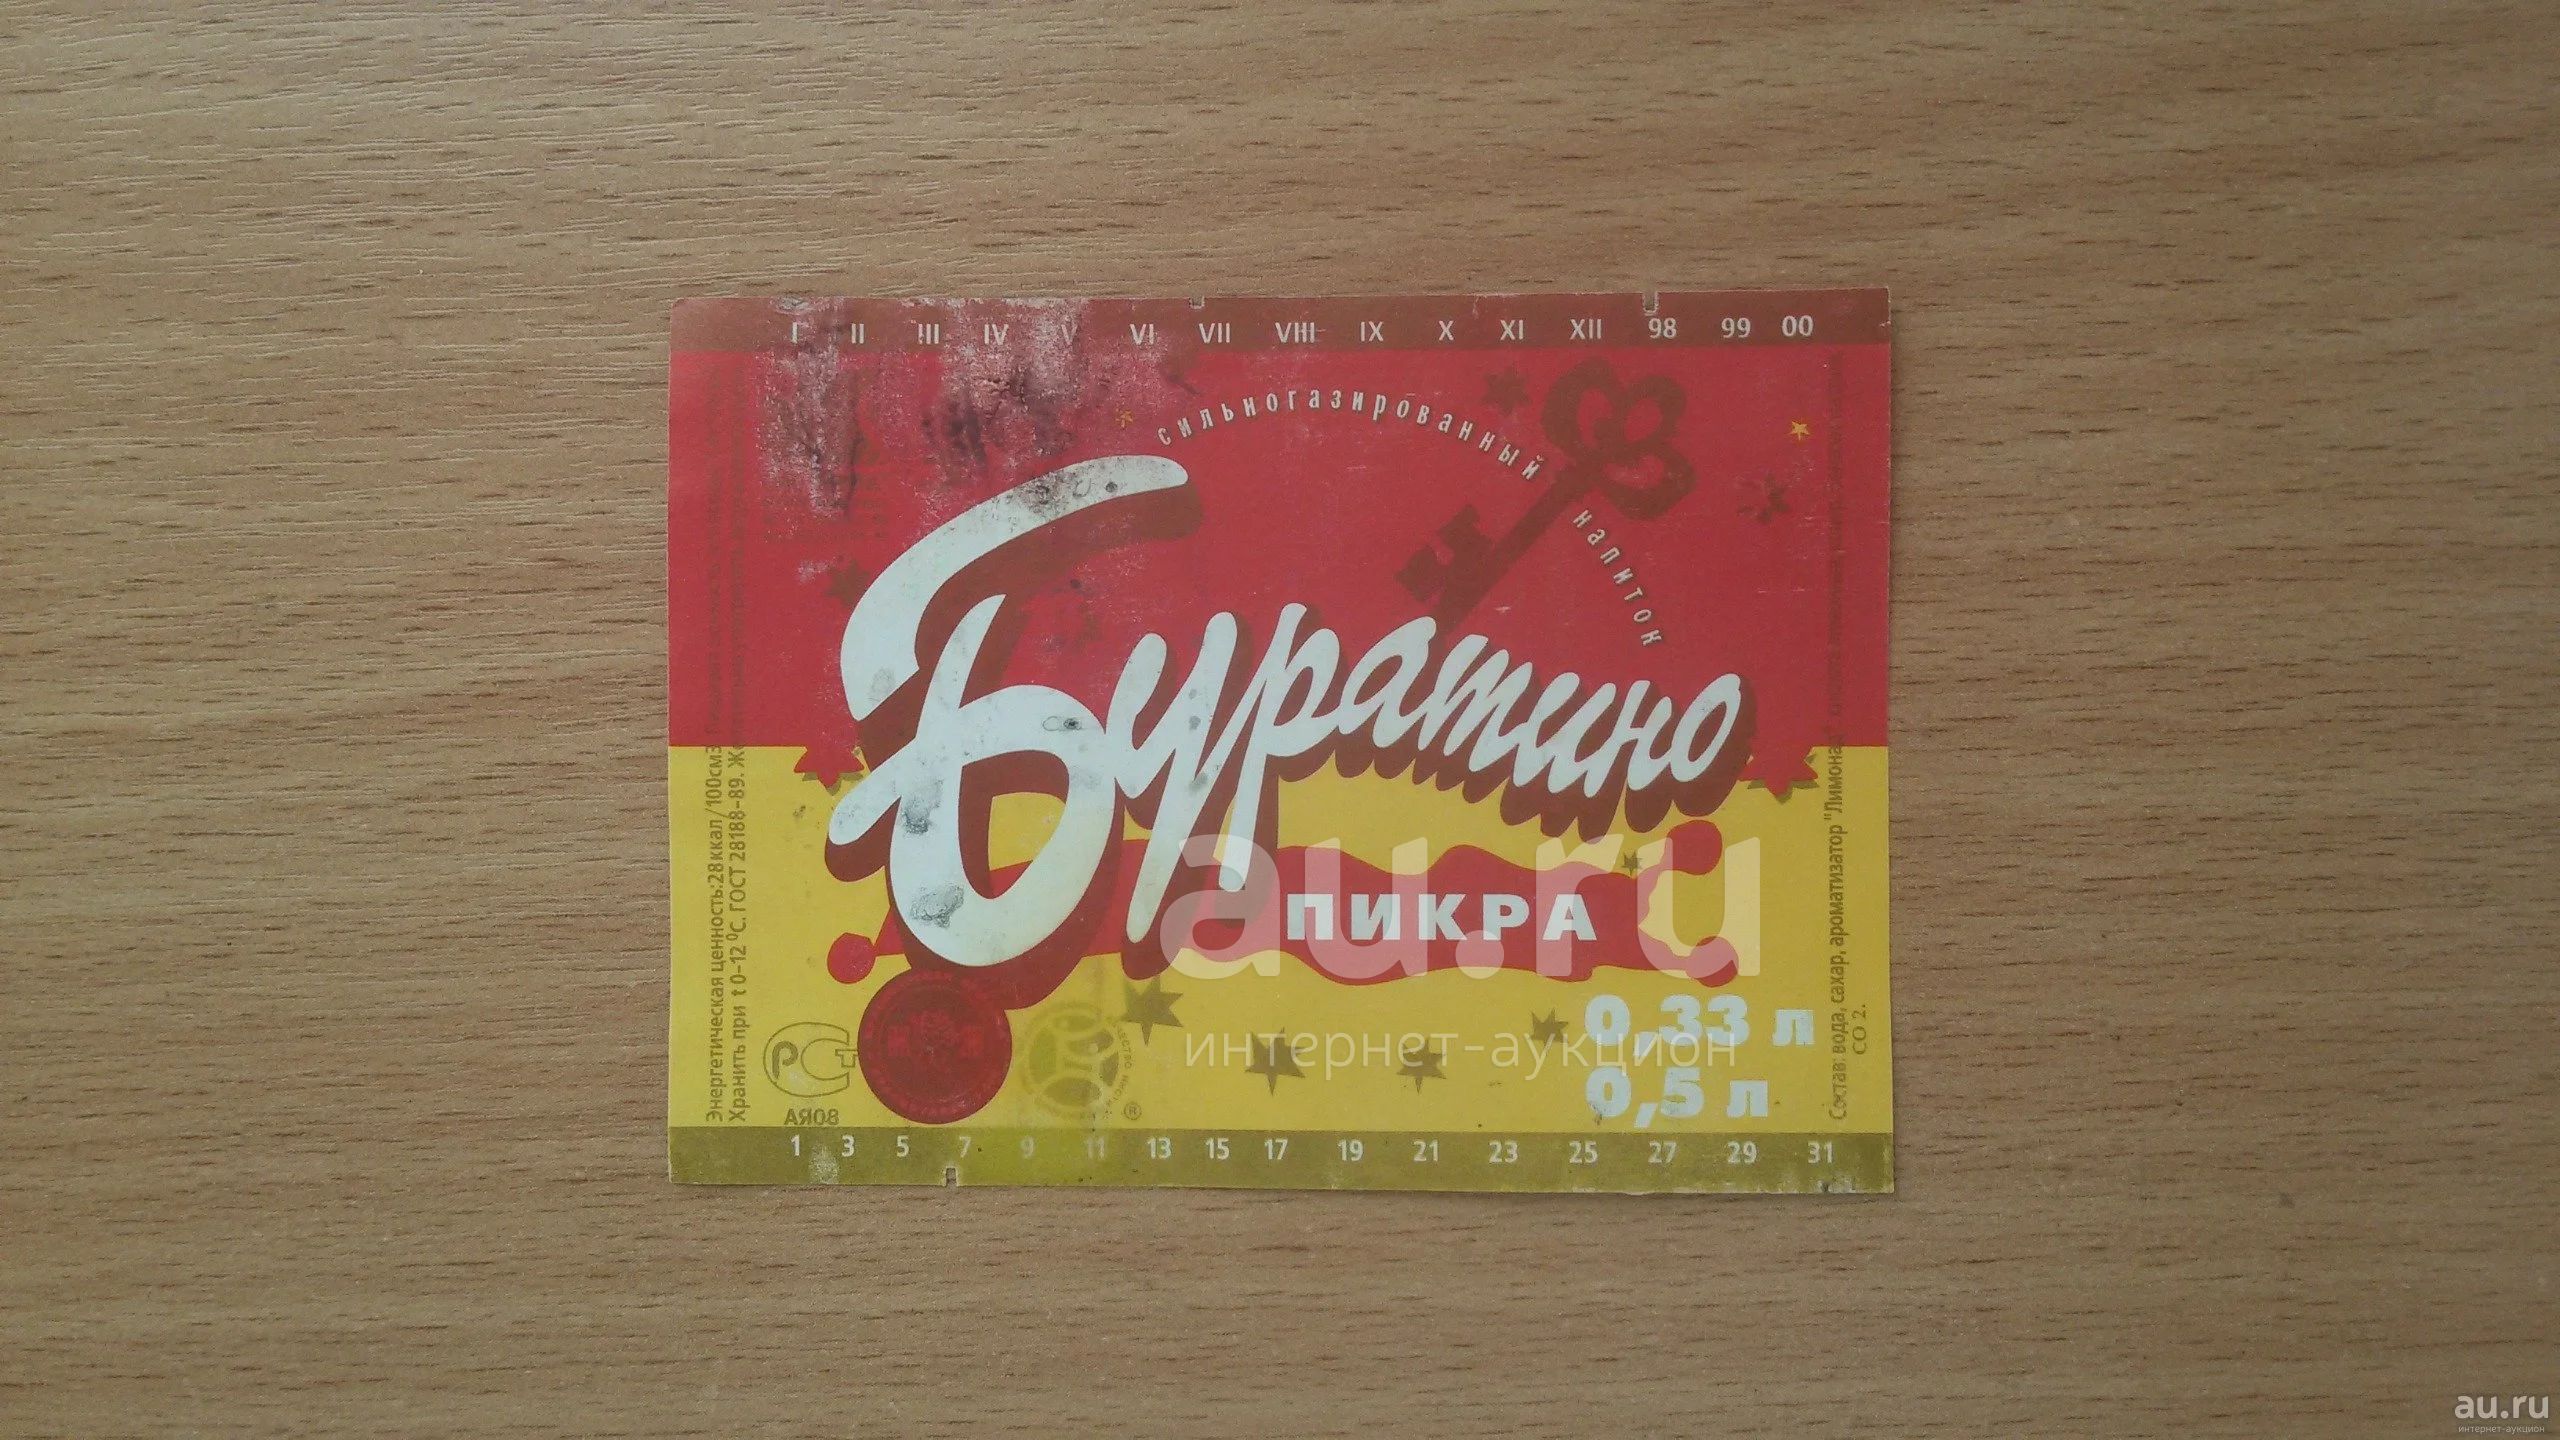 I II III IV V VI VII VIII IX X XI XII 98 99 00
сильногазированный напиток
Буратино
ПИКРА
0,33 л
0,5 л
Энергетическая ценность:28ккал/100см3
Хранить при t 0-12 °С. ГОСТ 28188-89.
РСт
АЯ08
®
Состав: вода, сахар, ароматизатор "Лимонад"
СО 2.
1 3 5 7 9 11 13 15 17 19 21 23 25 27 29 31
au.ru
интернет-аукцион
au.ru
интернет-аукцион